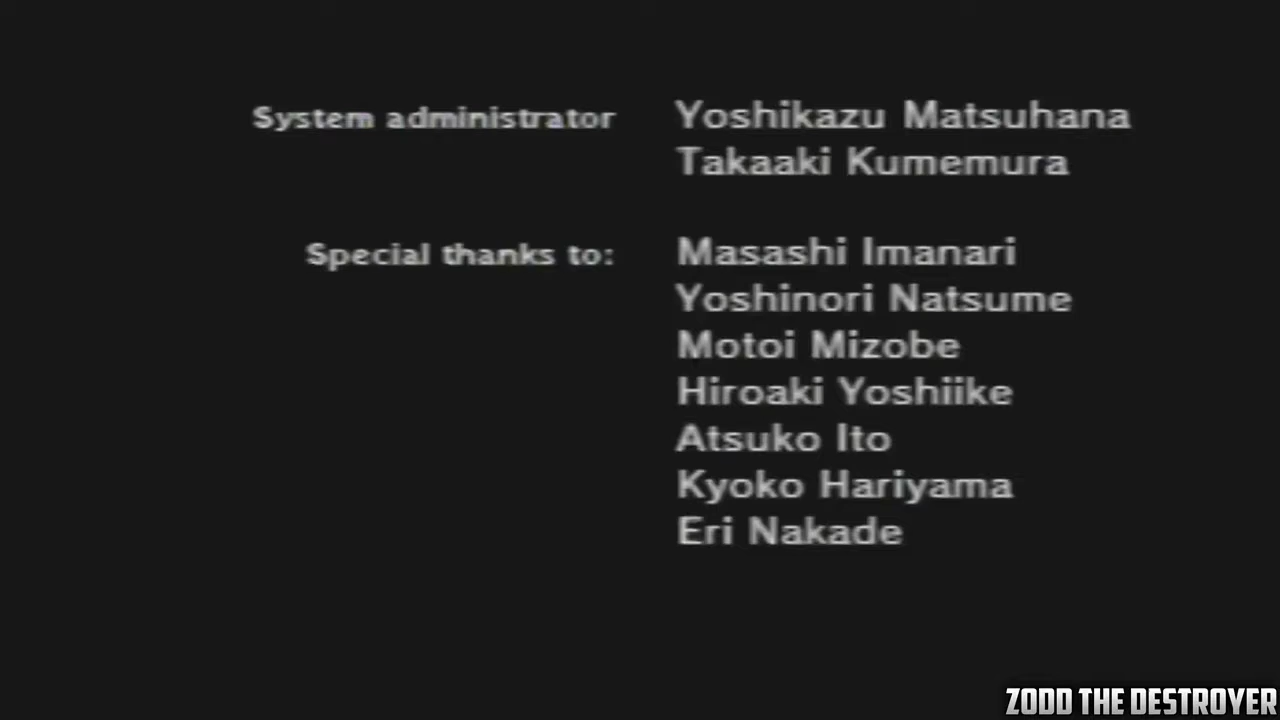 System administrator Yoshikazu Matsuhana
Takaaki Kumemura
Special thanks to: Masashi Imanari
Yoshinori Natsume
Motoi Mizobe
Hiroaki Yoshiike
Atsuko Ito
Kyoko Hariyama
Eri Nakade
ZODD THE DESTROYER